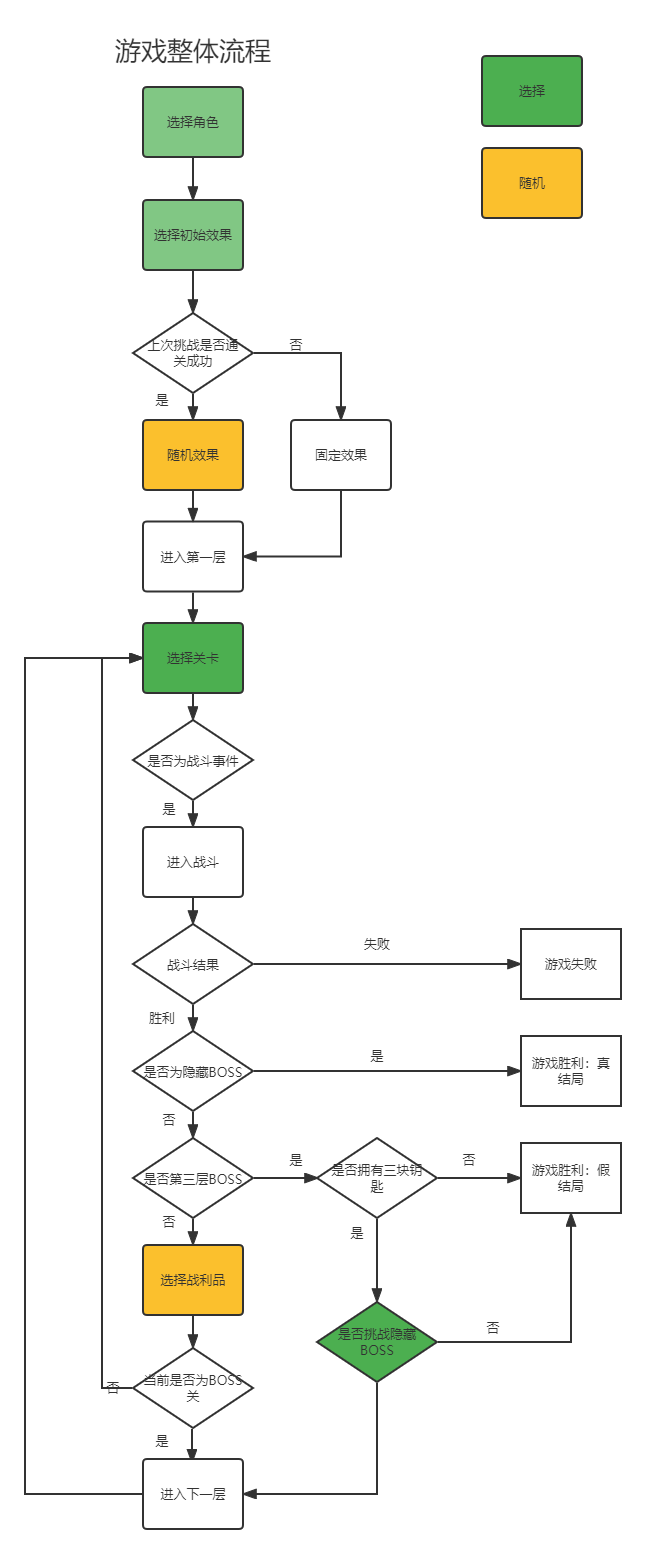 游戏整体流程
选择
选择角色
随机
选择初始效果
上次挑战是否通
关成功
否
是
随机效果
固定效果
进入第一层
选择关卡
是否为战斗事件
是
进入战斗
战斗结果
失败
游戏失败
胜利
是否为隐藏BOSS
是
游戏胜利：真
结局
否
是否第三层BOSS
是
是否拥有三块钥
匙
否
游戏胜利：假
结局
否
是
选择战利品
是否挑战隐藏
BOSS
否
当前是否为BOSS
关
否
是
进入下一层